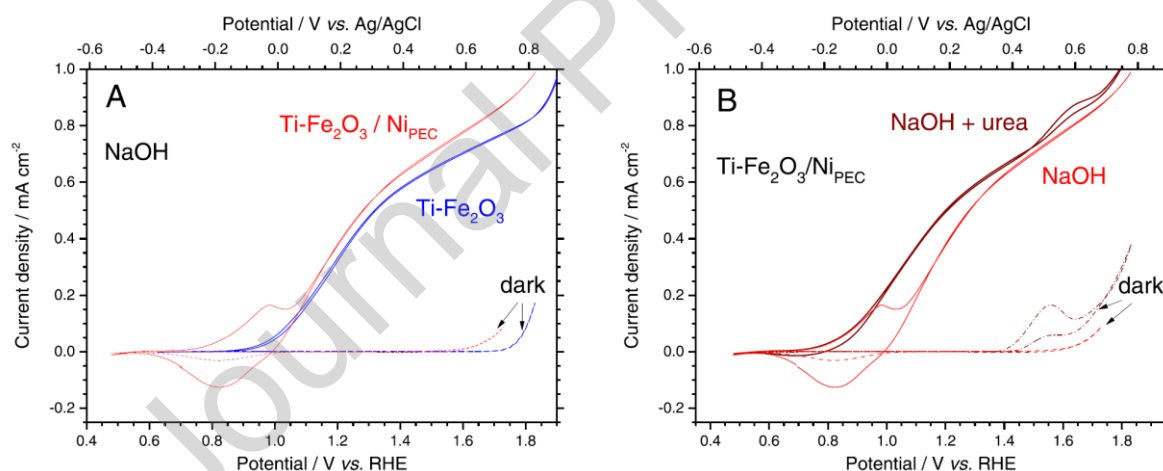 Potential / V vs. Ag/AgCl
-0.6 -0.4 -0.2 0.0 0.2 0.4 0.6 0.8
1.0
0.8
0.6
0.4
0.2
0.0
-0.2
Current density / mA cm-2
A
NaOH
Ti-Fe2O3 / NiPEC
Ti-Fe2O3
dark
0.4 0.6 0.8 1.0 1.2 1.4 1.6 1.8
Potential / V vs. RHE
Potential / V vs. Ag/AgCl
-0.6 -0.4 -0.2 0.0 0.2 0.4 0.6 0.8
1.0
0.8
0.6
0.4
0.2
0.0
-0.2
Current density / mA cm-2
B
NaOH + urea
Ti-Fe2O3/NiPEC
NaOH
dark
0.4 0.6 0.8 1.0 1.2 1.4 1.6 1.8
Potential / V vs. RHE
Journal Pr